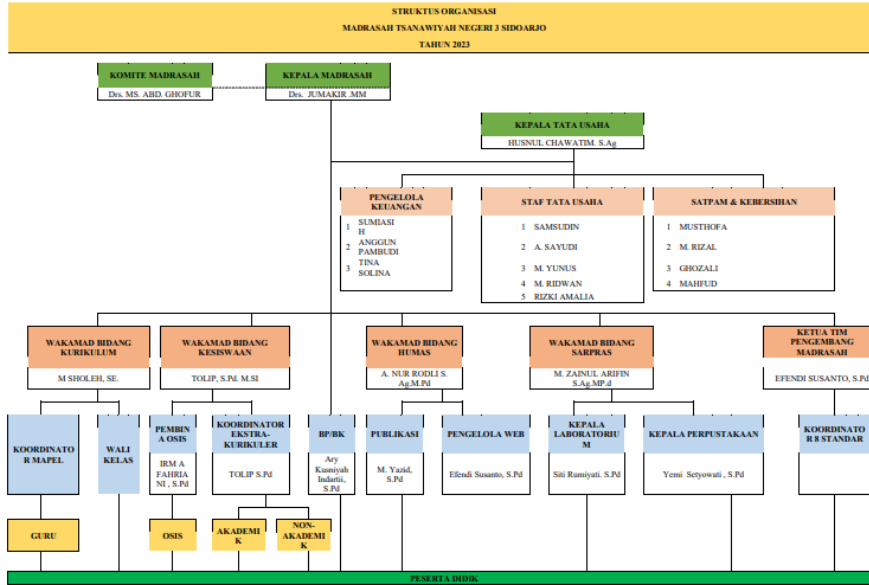 STRUKTUS ORGANISASI
MADRASAH TSANAWIYAH NEGERI 3 SIDOARJO
TAHUN 2023
KOMITE MADRASAH
Drs. MS. ABD. GHOFUR
KEPALA MADRASAH
Drs. JUMAKIR .MM
KEPALA TATA USAHA
HUSNUL CHAWATIM. S.Ag
PENGELOLA
KEUANGAN
1 SUMIASI
H
2 ANGGUN
PAMBUDI
3 TINA
SOLINA
STAF TATA USAHA
1 SAMSUDIN
2 A. SAYUDI
3 M. YUNUS
4 M. RIDWAN
5 RIZKI AMALIA
SATPAM & KEBERSIHAN
1 MUSTHOFA
2 M. RIZAL
3 GHOZALI
4 MAHFUD
WAKAMAD BIDANG
KURIKULUM
M SHOLEH, SE.
WAKAMAD BIDANG
KESISWAAN
TOLIP, S.Pd. M.SI
WAKAMAD BIDANG
HUMAS
A. NUR RODLI S.
Ag.M.Pd
WAKAMAD BIDANG
SARPRAS
M. ZAINUL ARIFIN
S.Ag.MP.d
KETUA TIM
PENGEMBANG
MADRASAH
EFENDI SUSANTO, S.Pd
KOORDINATO
R MAPEL
WALI
KELAS
PEMBIN
A OSIS
IRM A
FAHRIA
NI , S.Pd
KOORDINATOR
EKSTRA-
KURIKULER
TOLIP S.Pd
BP/BK
Ary
Kusniyah
Indartii,
S.Pd
PUBLIKASI
M. Yazid,
S.Pd
PENGELOLA WEB
Efendi Susanto, S.Pd
KEPALA
LABORATORIU
M
Siti Rumiyati. S.Pd
KEPALA PERPUSTAKAAN
Yemi Setyowati , S.Pd
KOORDINATO
R 8 STANDAR
GURU
OSIS
AKADEMI
K
NON-
AKADEMI
K
PESERTA DIDIK